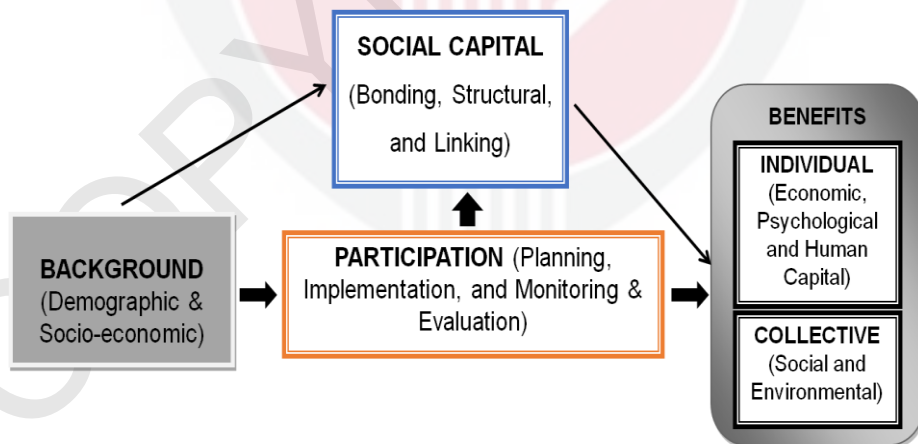 SOCIAL CAPITAL
(Bonding, Structural,
and Linking)
BACKGROUND
(Demographic &
Socio-economic)
PARTICIPATION (Planning,
Implementation, and Monitoring &
Evaluation)
BENEFITS
INDIVIDUAL
(Economic,
Psychological
and Human
Capital)
COLLECTIVE
(Social and
Environmental)